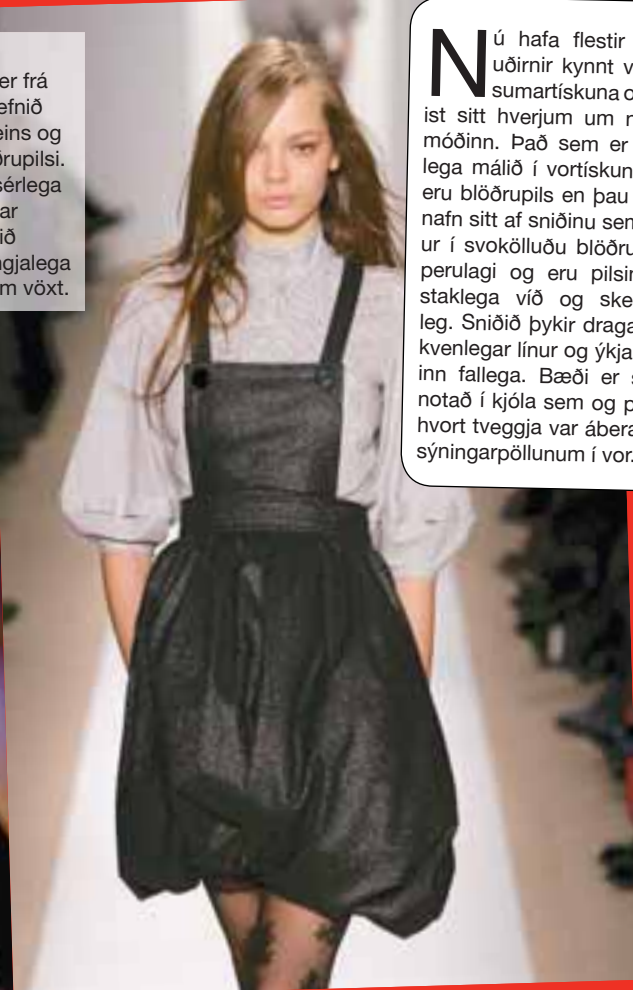 er frá
efnið
eins og
ðrupilsi.
sérlega
ar
ið
ngjalega
m vöxt.
Nú hafa flestir
uðirnir kynnt v
sumartískuna o
ist sitt hverjum um
móðinn. Það sem er
lega málið í vortískun
eru blöðrupils en þau
nafn sitt af sniðinu sem
ur í svokölluðu blöðru
perulagi og eru pilsin
staklega víð og ske
leg. Sniðið þykir draga
kvenlegar línur og ýkja
inn fallega. Bæði er s
notað í kjóla sem og p
hvort tveggja var ábera
sýningarpöllunum í vor.